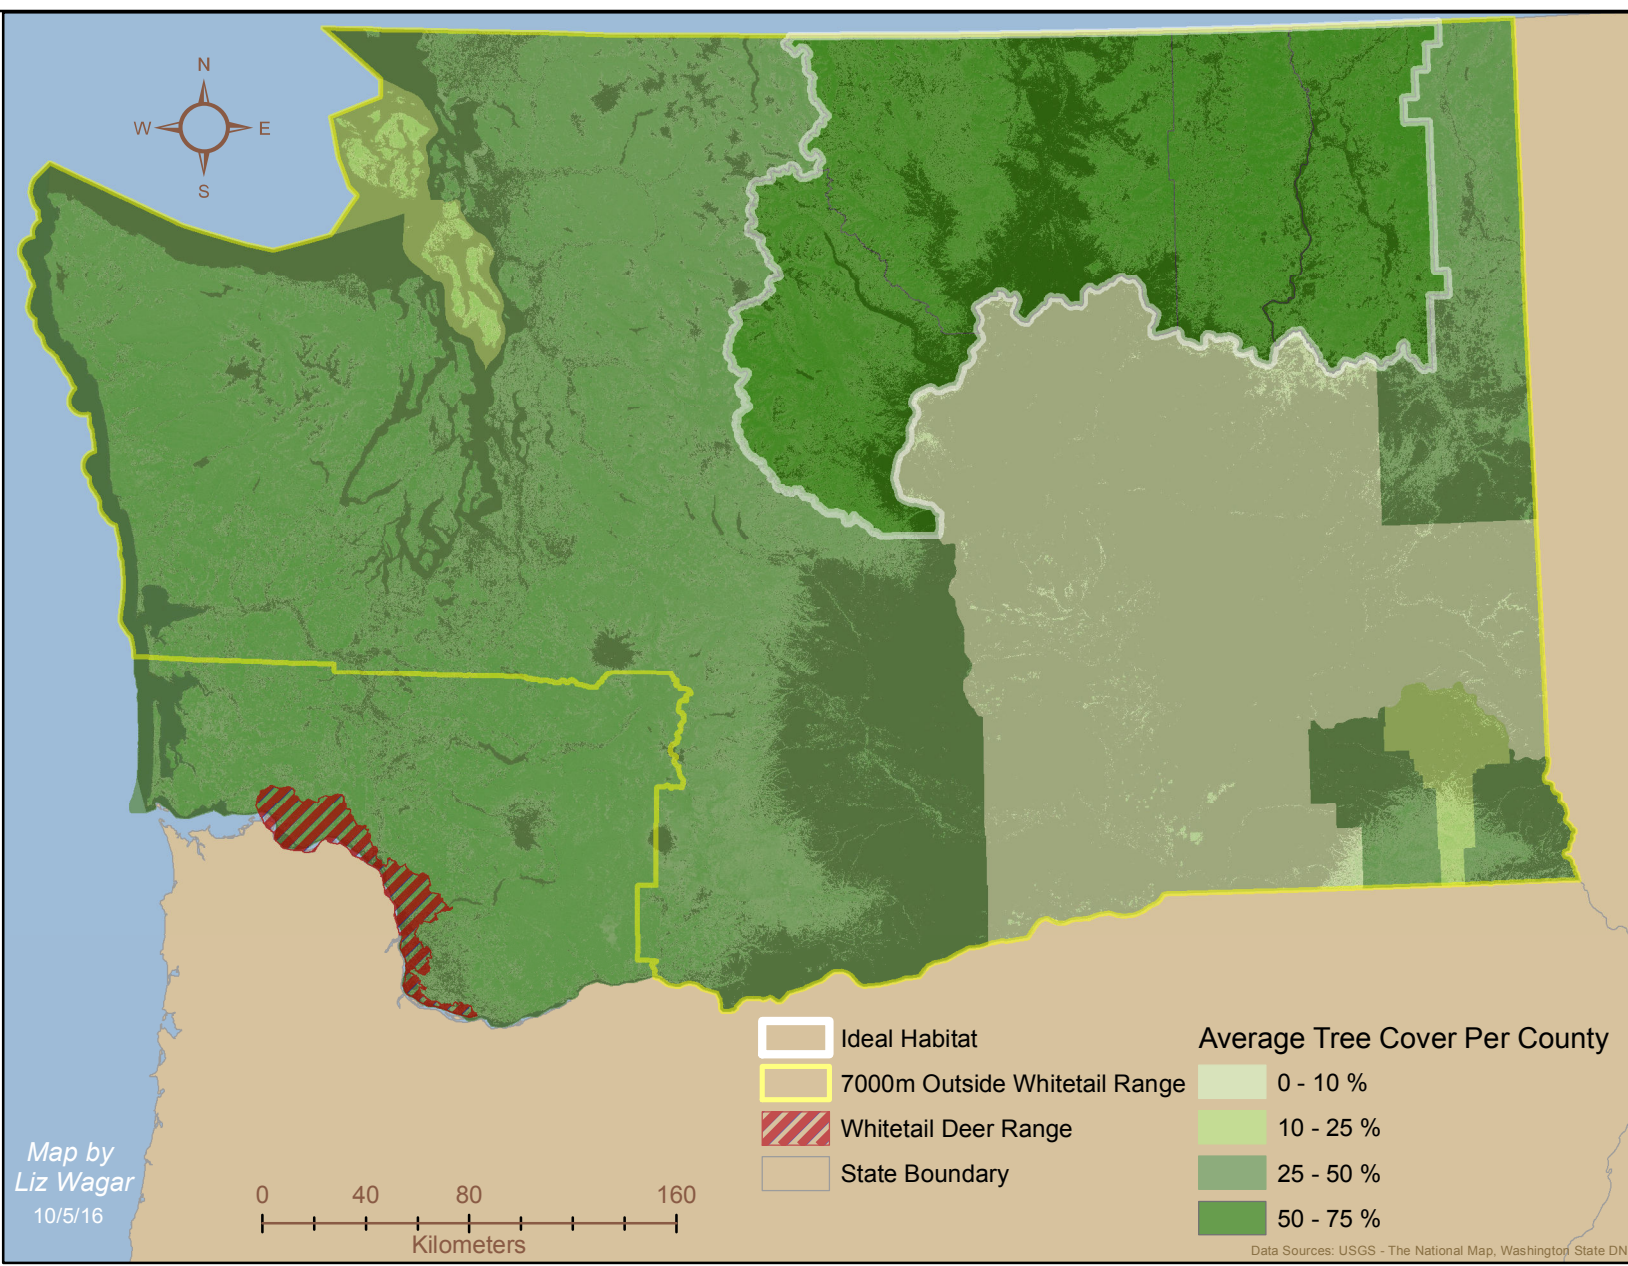 N
W E
S
Ideal Habitat
7000m Outside Whitetail Range
Whitetail Deer Range
State Boundary
Average Tree Cover Per County
0 - 10 %
10 - 25 %
25 - 50 %
50 - 75 %
Map by
Liz Wagar
10/5/16
0 40 80 160
Kilometers
Data Sources: USGS - The National Map, Washington State DN